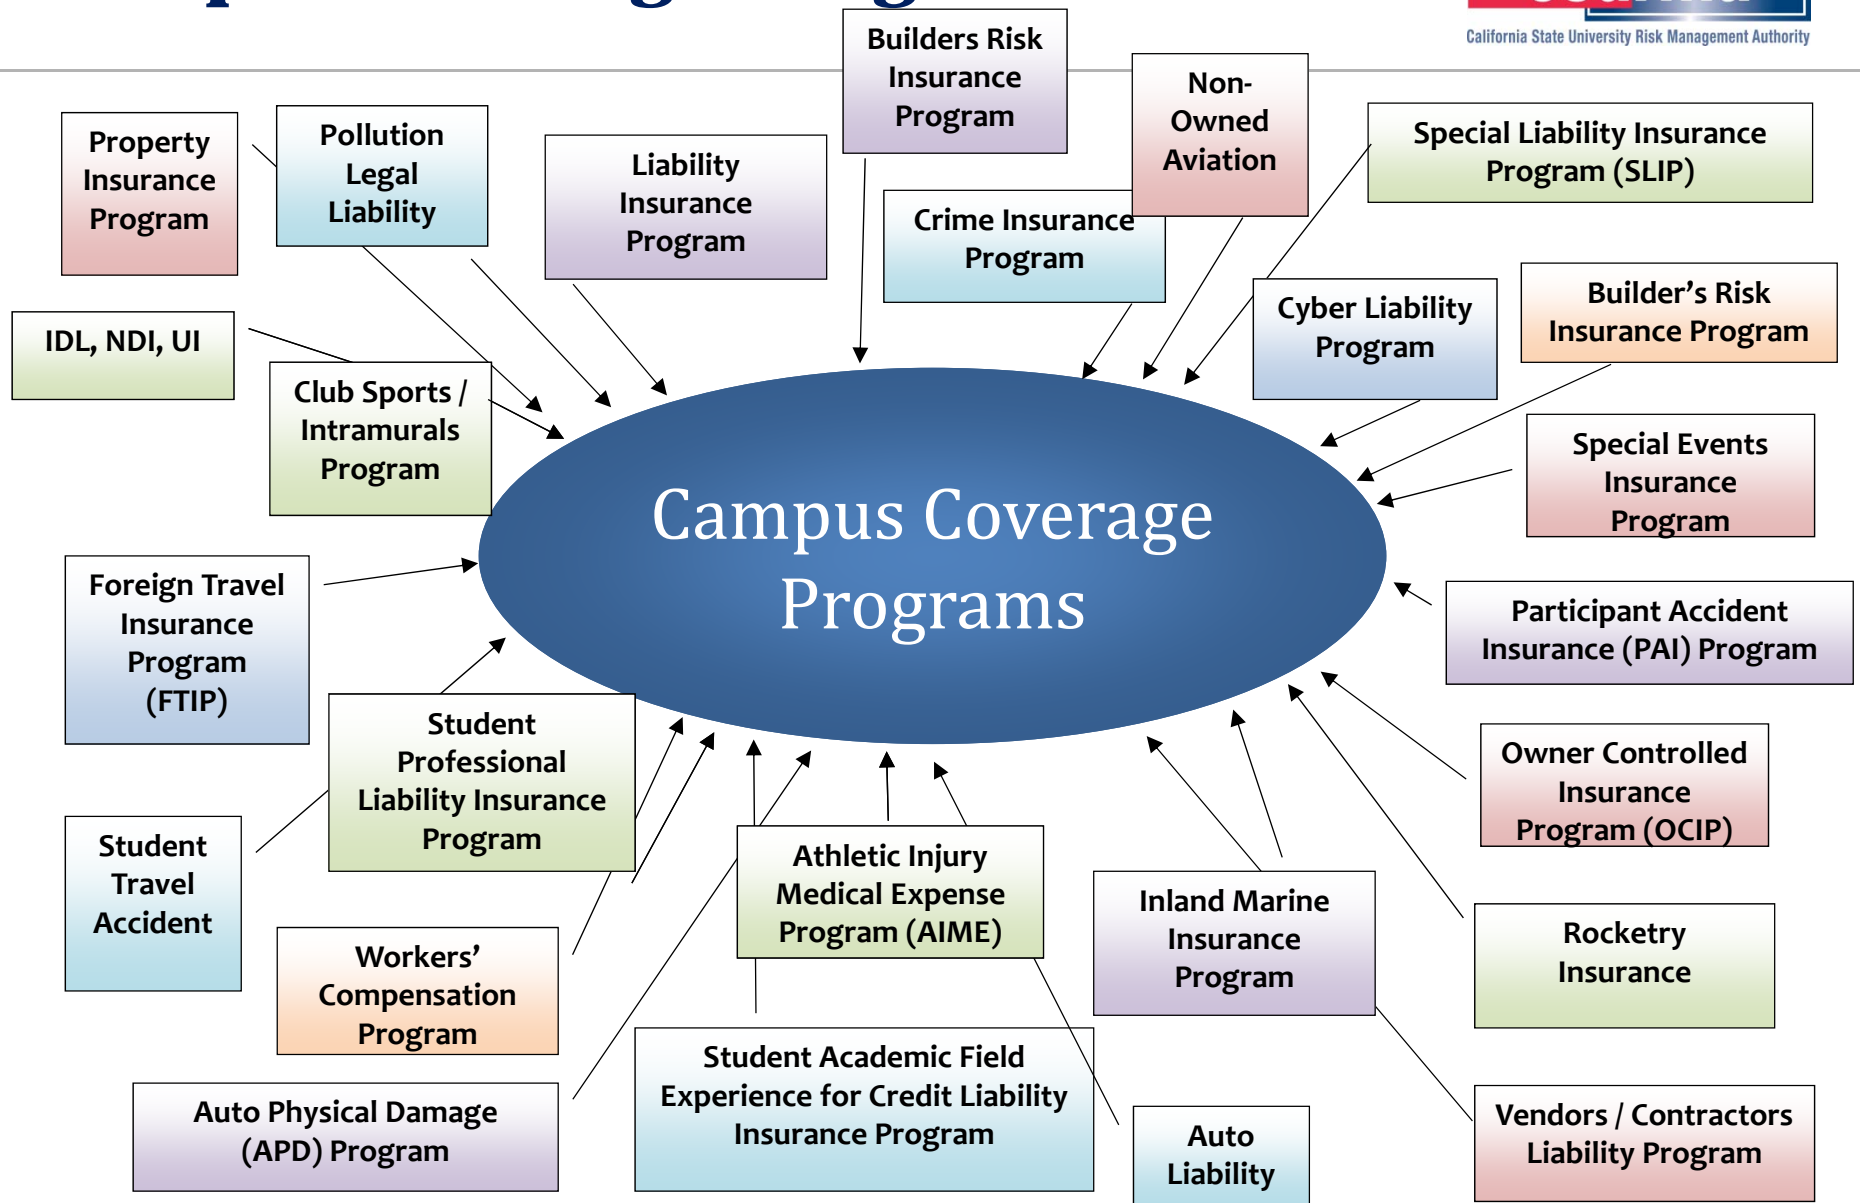 California State University Risk Management Authority
Builders Risk
Insurance
Program
Non-
Owned
Aviation
Property
Insurance
Program
Pollution
Legal
Liability
Liability
Insurance
Program
Special Liability Insurance
Program (SLIP)
Crime Insurance
Program
Cyber Liability
Program
Builder’s Risk
Insurance Program
IDL, NDI, UI
Club Sports /
Intramurals
Program
Special Events
Insurance
Program
Campus Coverage
Programs
Foreign Travel
Insurance
Program
(FTIP)
Participant Accident
Insurance (PAI) Program
Student
Professional
Liability Insurance
Program
Owner Controlled
Insurance
Program (OCIP)
Student
Travel
Accident
Athletic Injury
Medical Expense
Program (AIME)
Inland Marine
Insurance
Program
Rocketry
Insurance
Workers’
Compensation
Program
Student Academic Field
Experience for Credit Liability
Insurance Program
Auto Physical Damage
(APD) Program
Auto
Liability
Vendors / Contractors
Liability Program